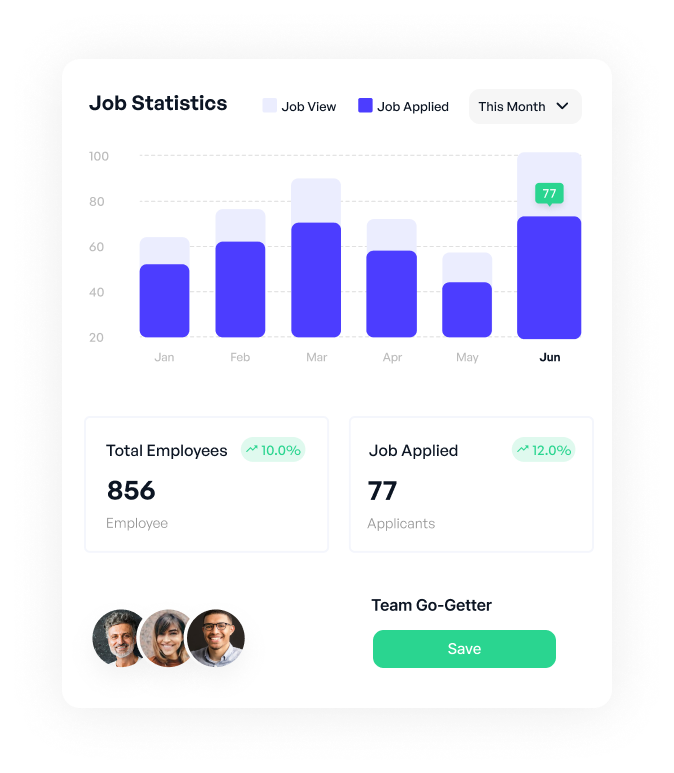 Job Statistics
Job View
Job Applied
This Month
100
80
77
60
40
20
Jan
Feb
Mar
Apr
May
Jun
Total Employees
10.0%
Job Applied
12.0%
856
77
Employee
Applicants
Team Go-Getter
Save